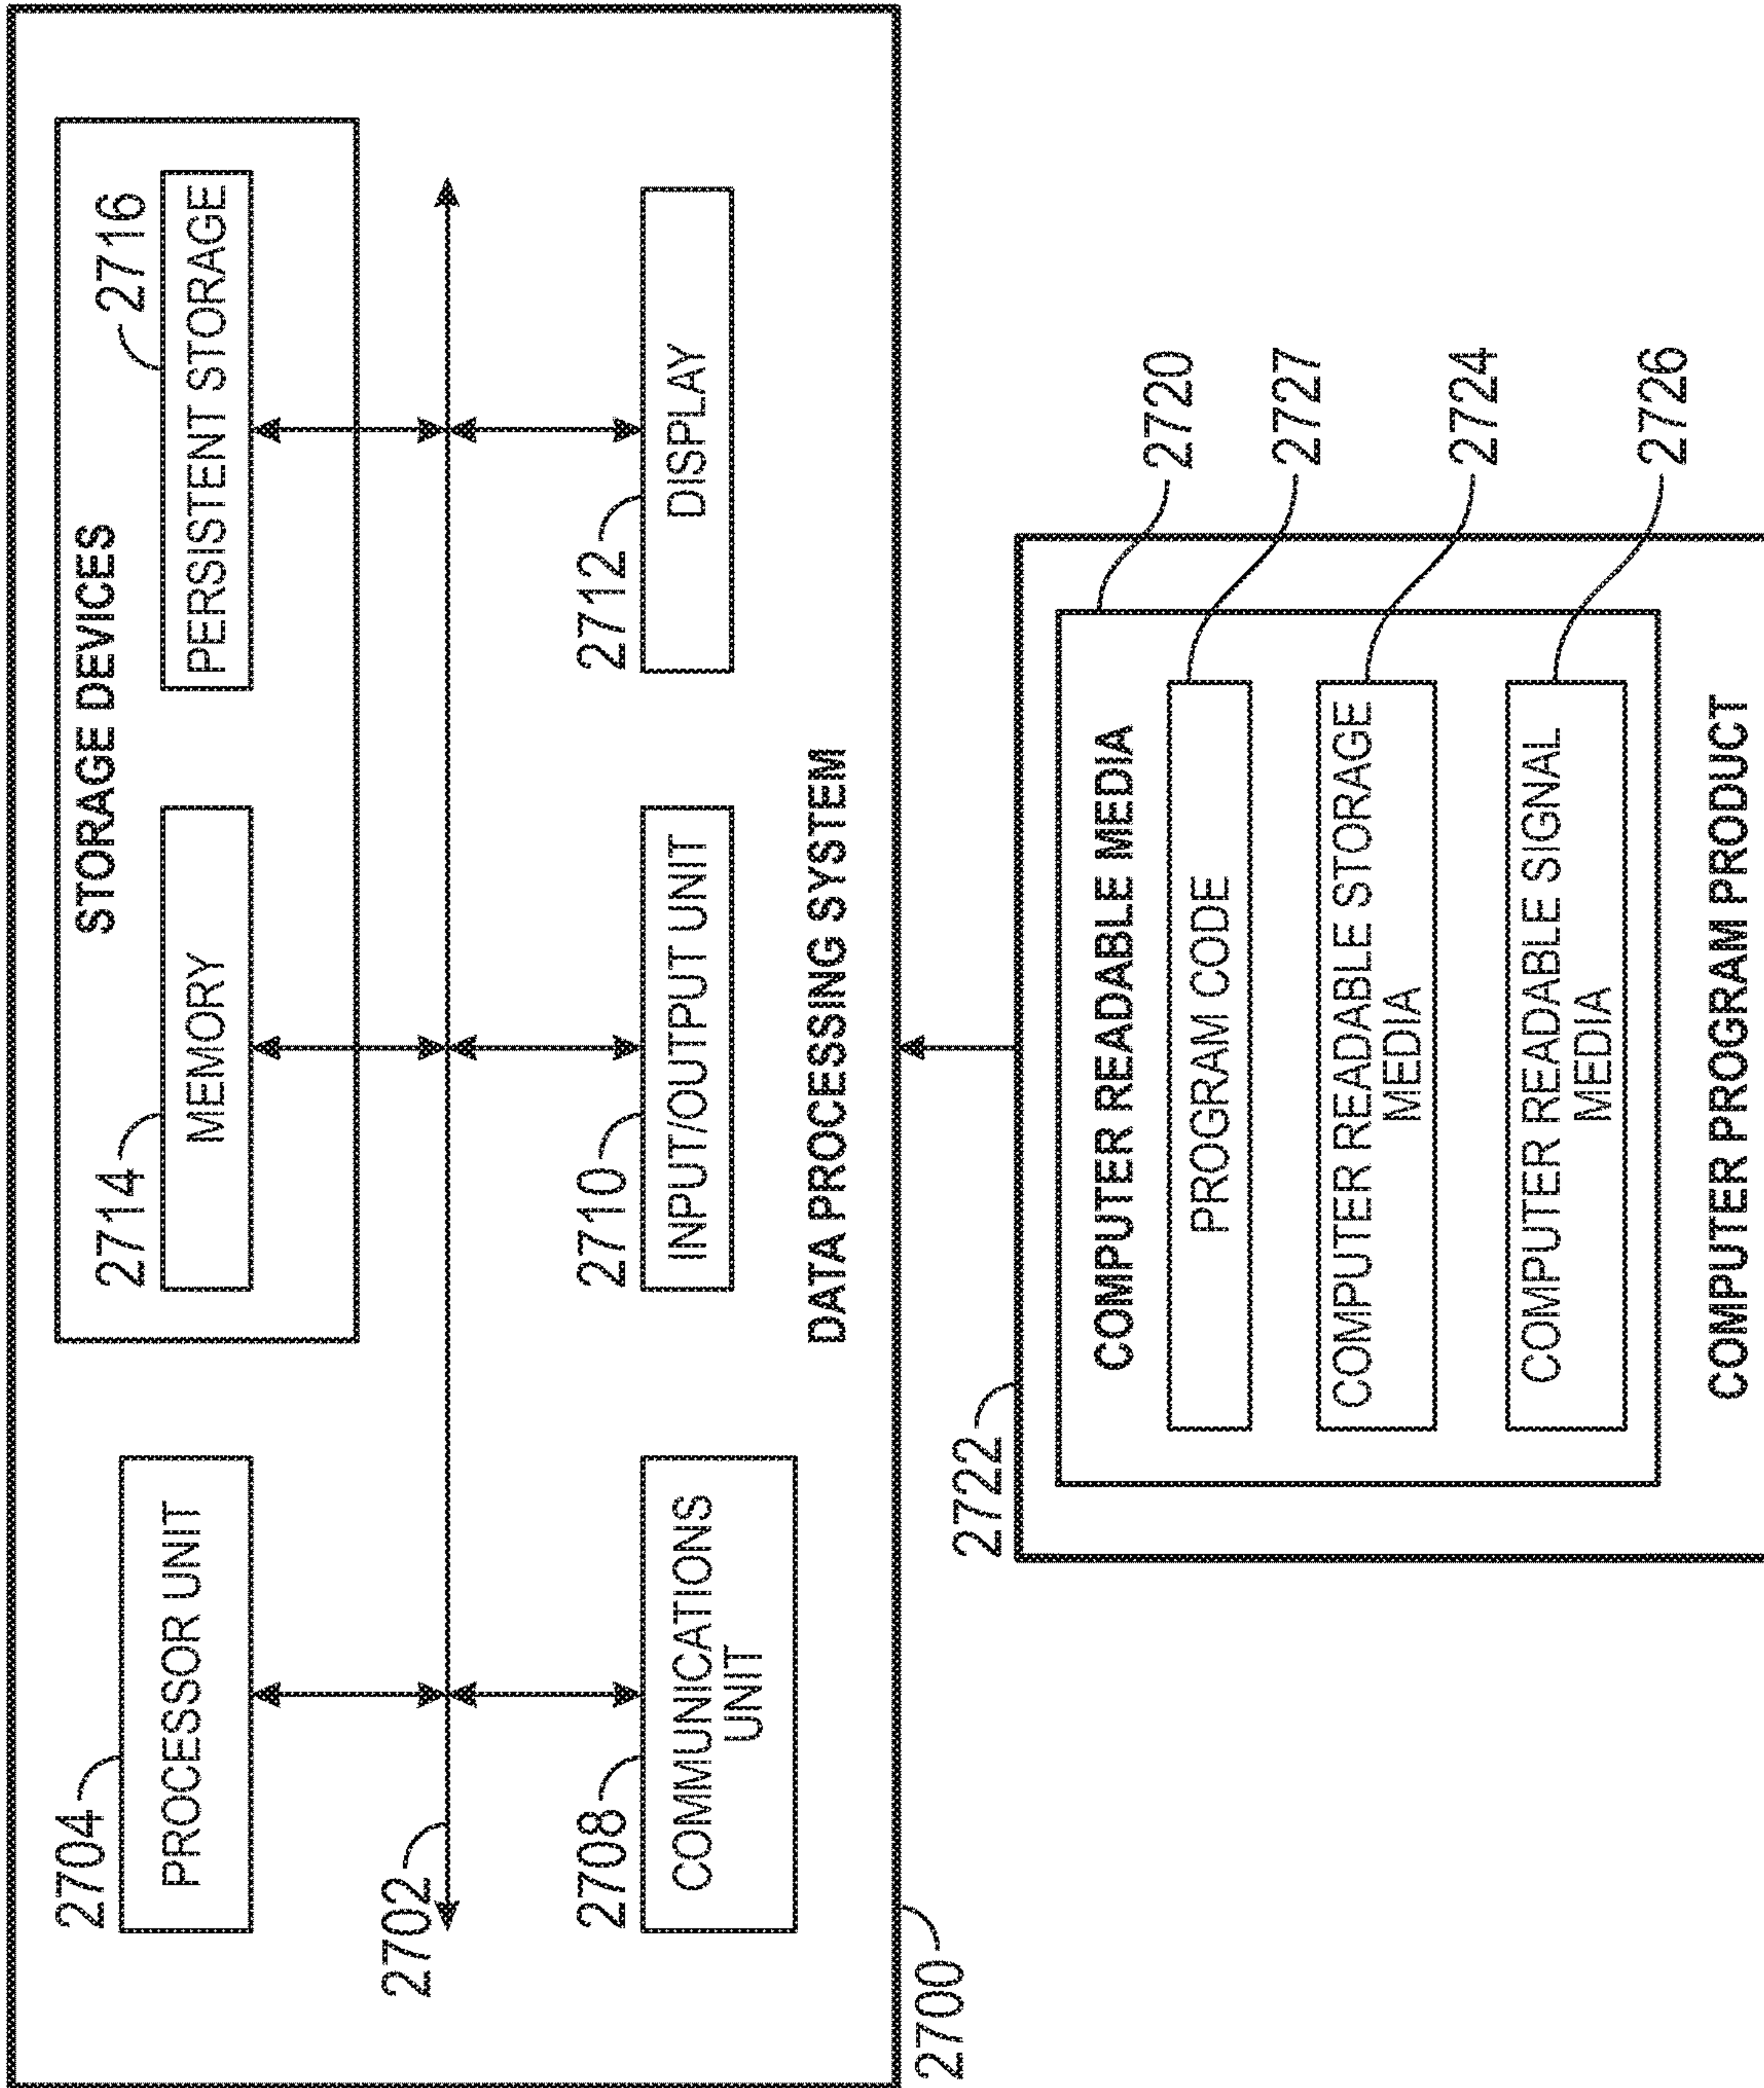 STORAGE DEVICES
2704
2714
2716
PROCESSOR UNIT
MEMORY
PERSISTENT STORAGE
2702
2708
2710
2712
COMMUNICATIONS
UNIT
INPUT/OUTPUT UNIT
DISPLAY
DATA PROCESSING SYSTEM
2700
2722
COMPUTER READABLE MEDIA
2720
PROGRAM CODE
2727
COMPUTER READABLE STORAGE
MEDIA
2724
COMPUTER READABLE SIGNAL
MEDIA
2726
COMPUTER PROGRAM PRODUCT